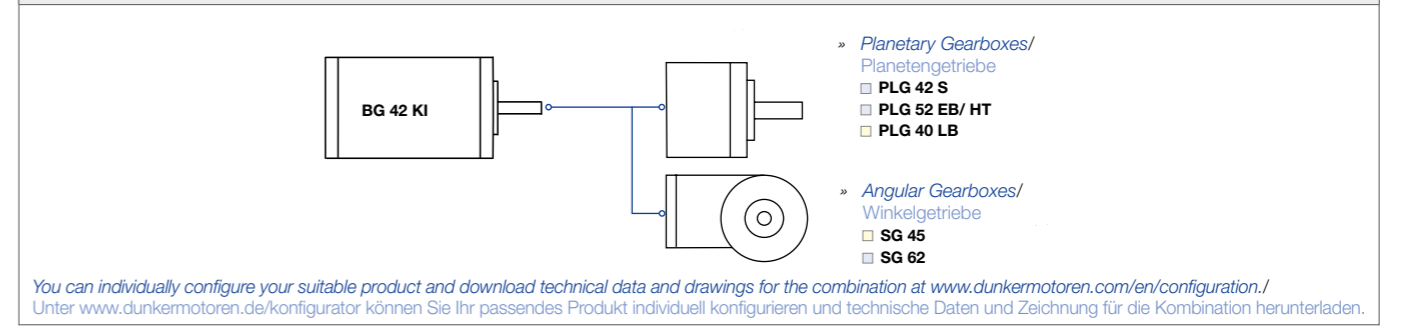 BG 42 KI
» Planetary Gearboxes/
Planetengetriebe
PLG 42 S
PLG 52 EB/ HT
PLG 40 LB
» Angular Gearboxes/
Winkelgetriebe
SG 45
SG 62
You can individually configure your suitable product and download technical data and drawings for the combination at www.dunkermotoren.com/en/configuration./
Unter www.dunkermotoren.de/konfigurator können Sie Ihr passendes Produkt individuell konfigurieren und technische Daten und Zeichnung für die Kombination herunterladen.